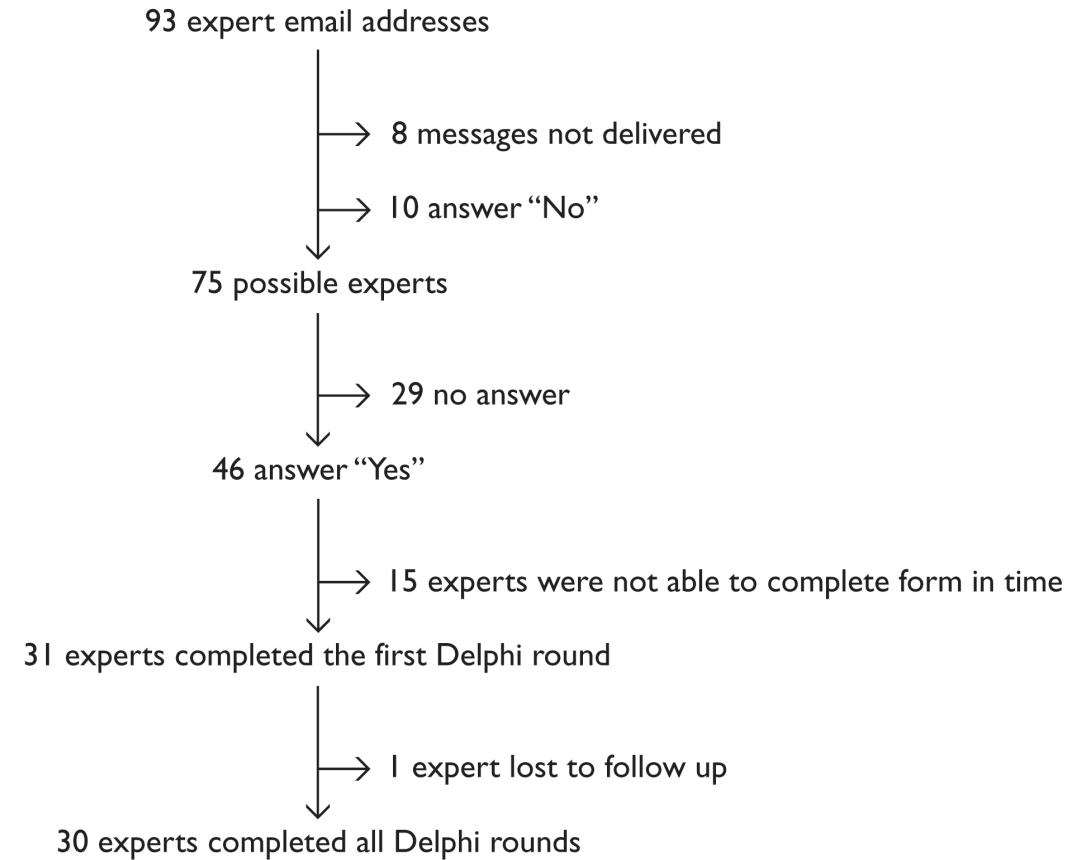 93 expert email addresses
8 messages not delivered
10 answer “No”
75 possible experts
29 no answer
46 answer “Yes”
15 experts were not able to complete form in time
31 experts completed the first Delphi round
1 expert lost to follow up
30 experts completed all Delphi rounds